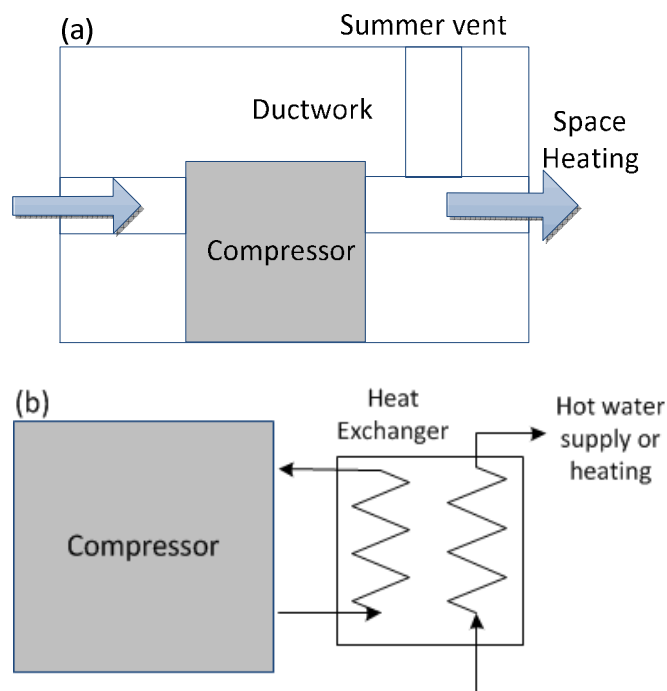 (a)
Summer vent
Ductwork
Space
Heating
Compressor
(b)
Heat
Exchanger
Hot water
supply or
heating
Compressor